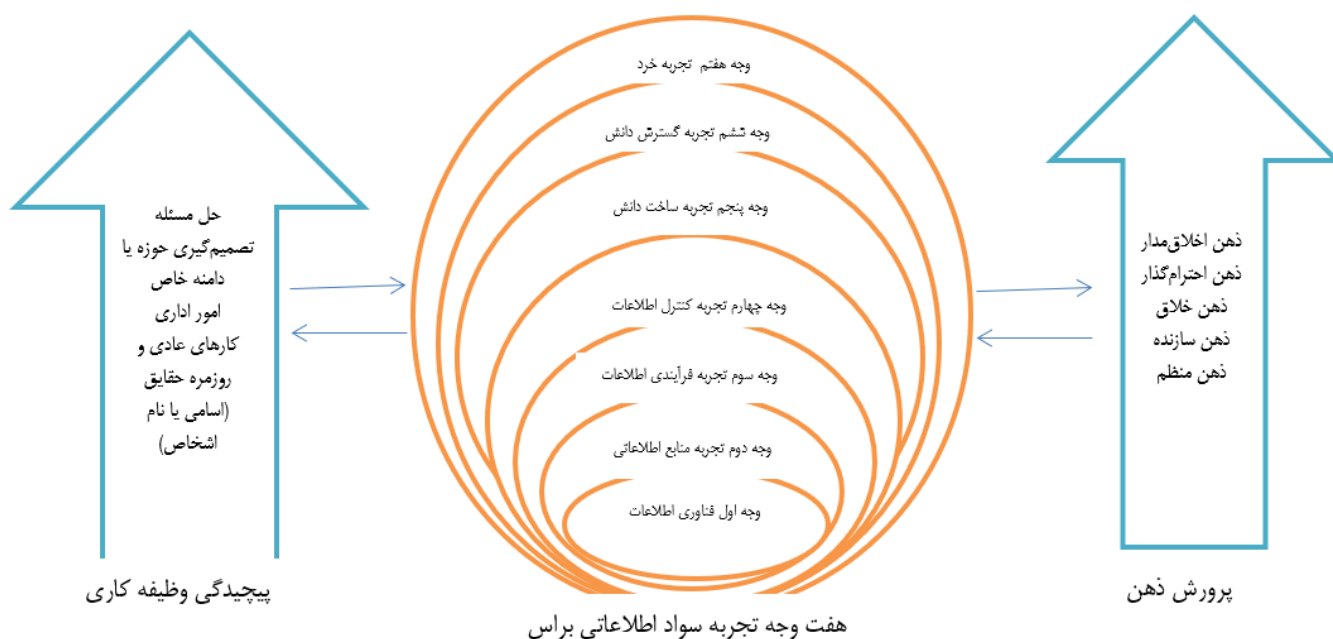 وجه هفتم تجربه خرد
وجه ششم تجربه گسترش دانش
وجه پنجم تجربه ساخت دانش
وجه چهارم تجربه کنترل اطلاعات
وجه سوم تجربه فرآیندی اطلاعات
وجه دوم تجربه منابع اطلاعاتی
وجه اول فناوری اطلاعات
هفت وجه تجربه سواد اطلاعاتی براس
ذهن اخلاق‌مدار
ذهن احترام‌گذار
ذهن خلاق
ذهن سازنده
ذهن منظم
پرورش ذهن
حل مسئله
تصمیم‌گیری حوزه یا
دامنه خاص
امور اداری
کارهای عادی و
روزمره حقایق
(اسامی یا نام
اشخاص)
پیچیدگی وظیفه کاری